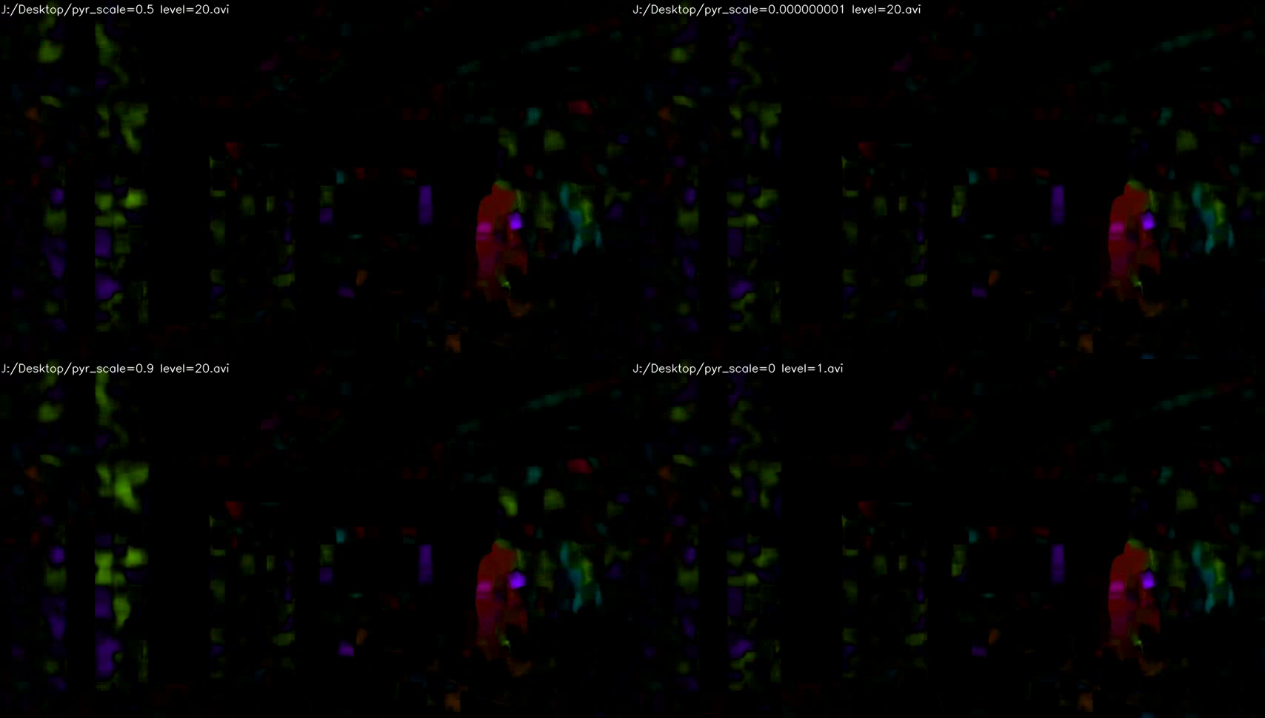 J:/Desktop/pyr_scale=0.5 level=20.avi
J:/Desktop/pyr_scale=0.000000001 level=20.avi
J:/Desktop/pyr_scale=0.9 level=20.avi
J:/Desktop/pyr_scale=0 level=1.avi